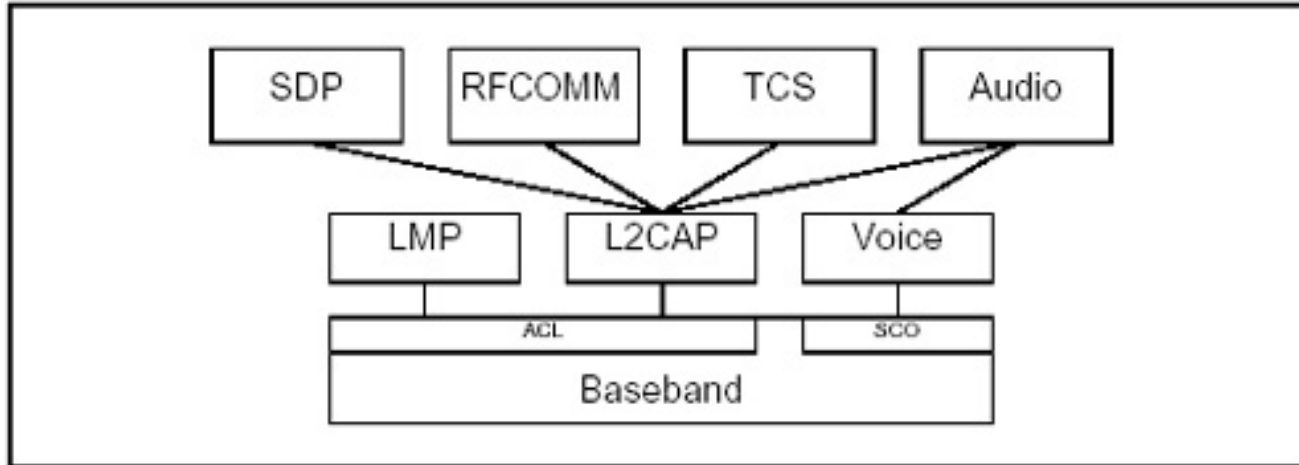 SDP RFCOMM TCS Audio
LMP L2CAP Voice
ACL SCO
Baseband